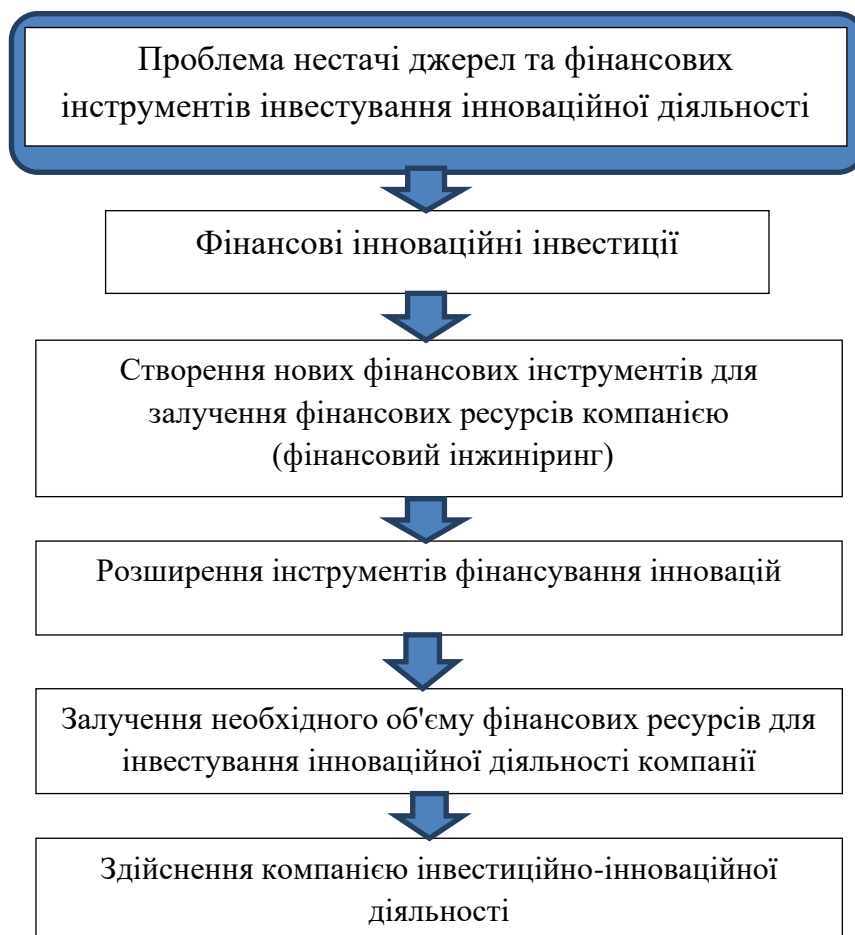 Проблема нестачі джерел та фінансових
інструментів інвестування інноваційної діяльності
Фінансові інноваційні інвестиції
Створення нових фінансових інструментів для
залучення фінансових ресурсів компанією
(фінансовий інжиніринг)
Розширення інструментів фінансування інновацій
Залучення необхідного об'єму фінансових ресурсів для
інвестування інноваційної діяльності компанії
Здійснення компанією інвестиційно-інноваційної
діяльності